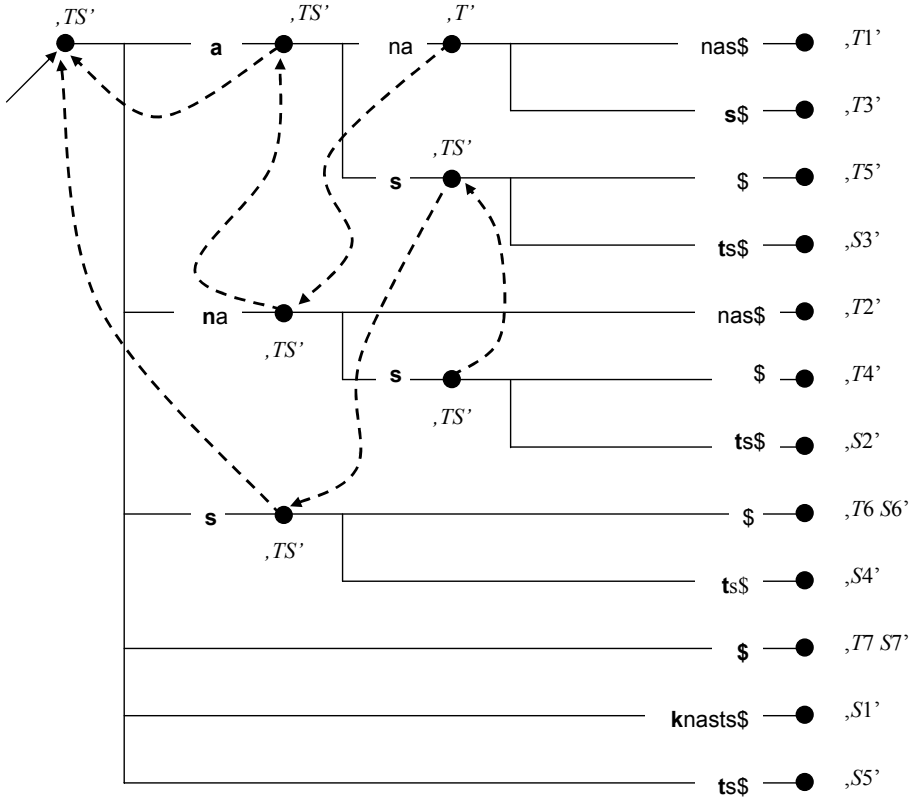 ‚TS’ ‚TS’ ‚T’
a na nas$ ‚T1’
s$ ‚T3’
‚TS’
s $ ‚T5’
ts$ ‚S3’
na nas$ ‚T2’
‚TS’
s $ ‚T4’
‚TS’
ts$ ‚S2’
s $ ‚T6 S6’
‚TS’
ts$ ‚S4’
$ ‚T7 S7’
knasts$ ‚S1’
ts$ ‚S5’